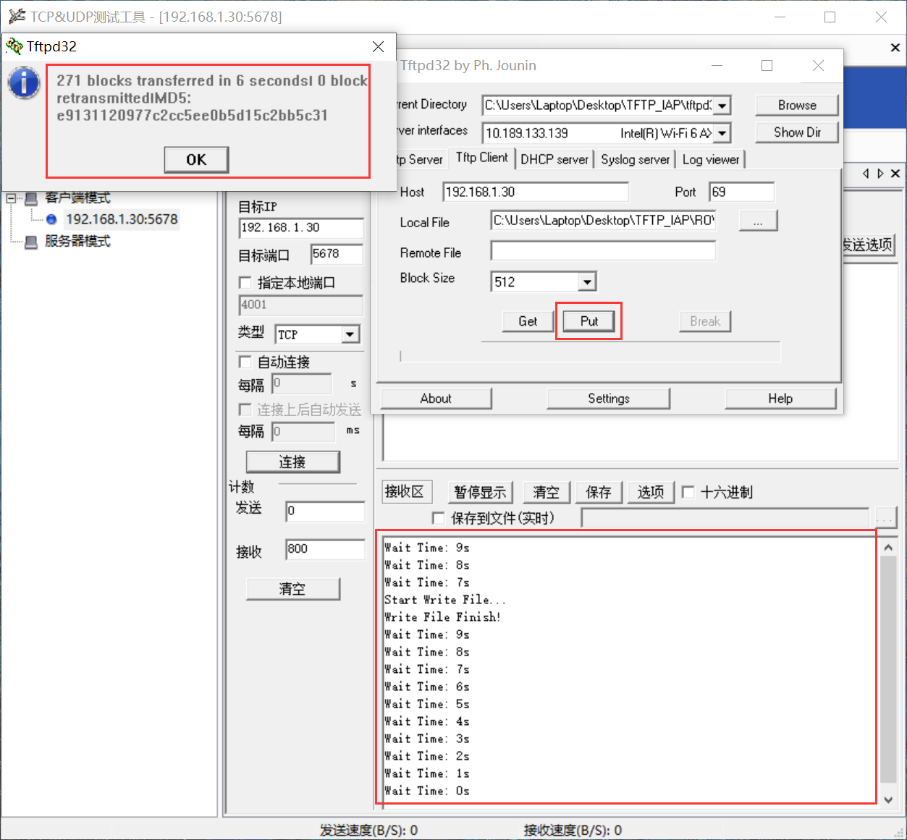 TCP&UDP测试工具 - [192.168.1.30:5678]
Tftpd32
271 blocks transferred in 6 seconds| 0 block
retransmitted|MD5:
e9131120977c2cc5ee0b5d15c2bb5c31
OK
Tftpd32 by Ph. Jounin
rent Directory
C:\Users\Laptop\Desktop\TFTP_IAP\tftpd3
Browse
ver interfaces
10.189.133.139 Intel(R) Wi-Fi 6 A
Show Dir
tp Server
Tftp Client
DHCP server
Syslog server
Log viewer
Host
192.168.1.30
Port
69
Local File
C:\Users\Laptop\Desktop\TFTP_IAP\RO
...
Remote File
Block Size
512
Get
Put
Break
About
Settings
Help
客户端模式
192.168.1.30:5678
服务器模式
目标IP
192.168.1.30
目标端口
5678
指定本地端口
4001
类型
TCP
自动连接
每隔
0
s
连接上后自动发送
每隔
0
ms
连接
计数
发送
0
接收
800
清空
发送选项
接收区
暂停显示
清空
保存
选项
十六进制
保存到文件(实时)
...
Wait Time: 9s
Wait Time: 8s
Wait Time: 7s
Start Write File...
Write File Finish!
Wait Time: 9s
Wait Time: 8s
Wait Time: 7s
Wait Time: 6s
Wait Time: 5s
Wait Time: 4s
Wait Time: 3s
Wait Time: 2s
Wait Time: 1s
Wait Time: 0s
发送速度(B/S): 0
接收速度(B/S): 0